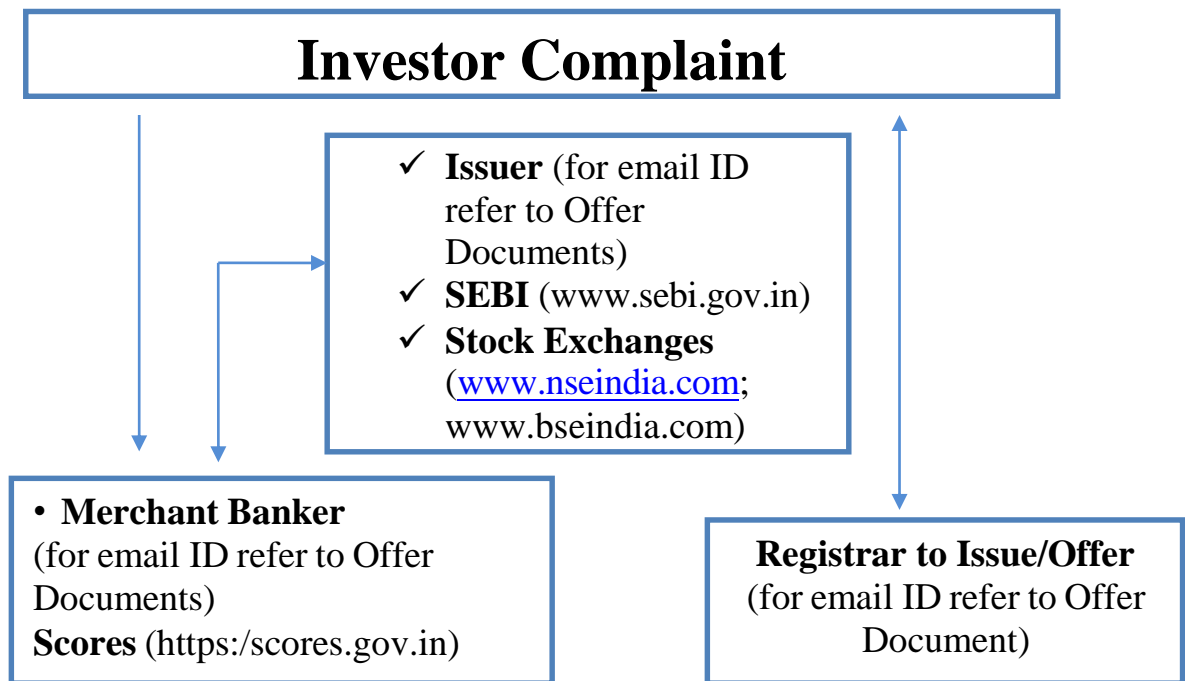 Investor Complaint
✓ Issuer (for email ID
refer to Offer
Documents)
✓ SEBI (www.sebi.gov.in)
✓ Stock Exchanges
(www.nseindia.com;
www.bseindia.com)
• Merchant Banker
(for email ID refer to Offer
Documents)
Scores (https:/scores.gov.in)
Registrar to Issue/Offer
(for email ID refer to Offer
Document)